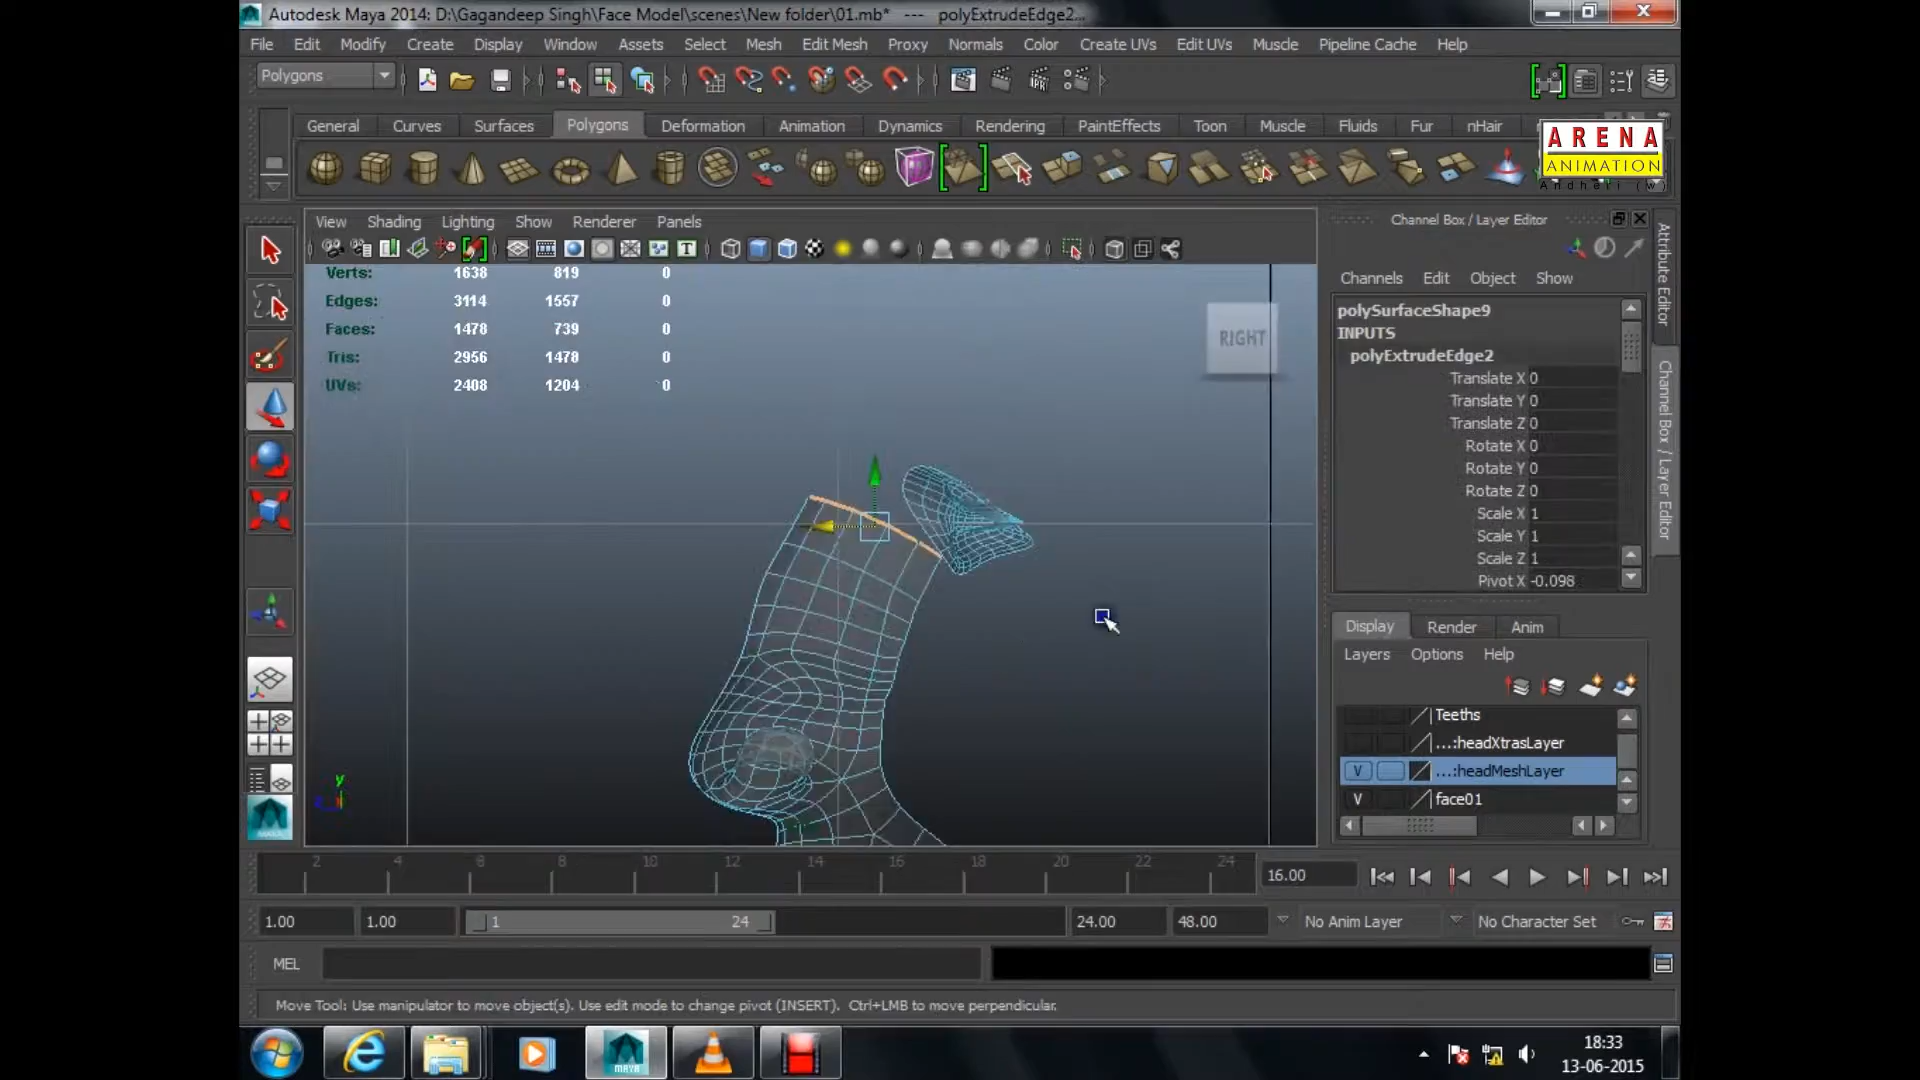 Autodesk Maya 2014: D:\Gagandeep Singh\Face Model\scenes\New folder\01.mb* --- polyExtrudeEdge2...
File Edit Modify Create Display Window Assets Select Mesh Edit Mesh Proxy Normals Color Create UVs Edit UVs Muscle Pipeline Cache Help
Polygons
IPR
General Curves Surfaces Polygons Deformation Animation Dynamics Rendering PaintEffects Toon Muscle Fluids Fur nHair
ARENA
ANIMATION
Andheri (w)
View Shading Lighting Show Renderer Panels
Channel Box / Layer Editor
Verts: 1638 819 0
Edges: 3114 1557 0
Faces: 1478 739 0
Tris: 2956 1478 0
UVs: 2408 1204 0
RIGHT
y
Channels Edit Object Show
polySurfaceShape9
INPUTS
polyExtrudeEdge2
Translate X 0
Translate Y 0
Translate Z 0
Rotate X 0
Rotate Y 0
Rotate Z 0
Scale X 1
Scale Y 1
Scale Z 1
Pivot X -0.098
Attribute Editor
Channel Box / Layer Editor
Display Render Anim
Layers Options Help
Teeths
...:headXtrasLayer
V ...:headMeshLayer
V face01
2 4 6 8 10 12 14 16 18 20 22 24
16.00
1.00 1.00 1 24 24.00 48.00 No Anim Layer No Character Set
MEL
Move Tool: Use manipulator to move object(s). Use edit mode to change pivot (INSERT). Ctrl+LMB to move perpendicular.
MAYA
18:33
13-06-2015